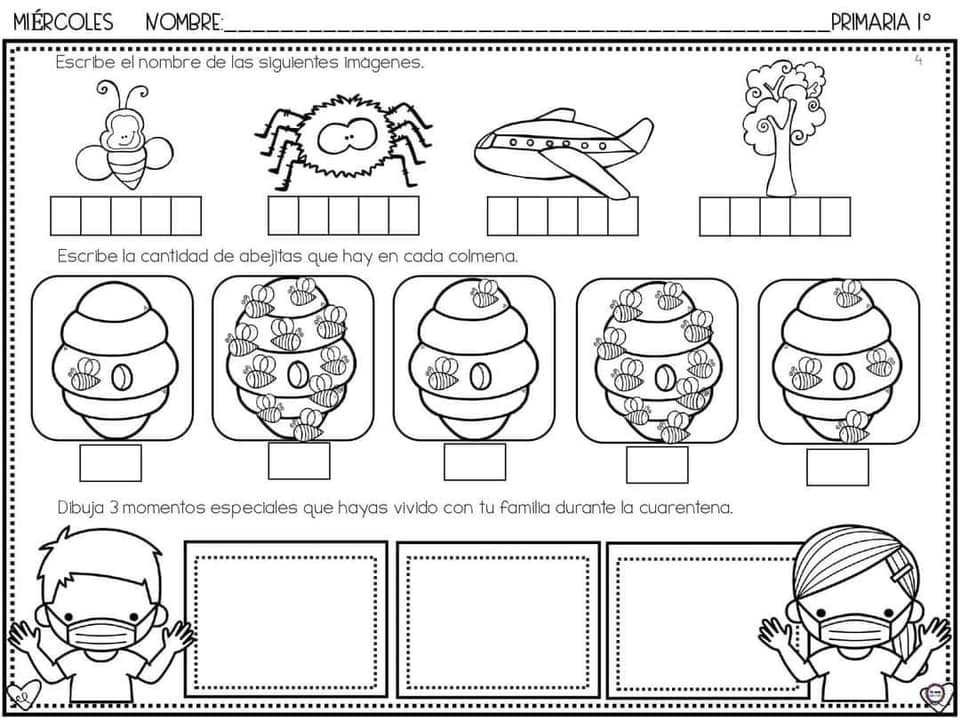 MIÉRCOLES NOMBRE:____________________________________________PRIMARIA 1°
4
Escribe el nombre de las siguientes imágenes.
Escribe la cantidad de abejitas que hay en cada colmena.
Dibuja 3 momentos especiales que hayas vivido con tu familia durante la cuarentena.